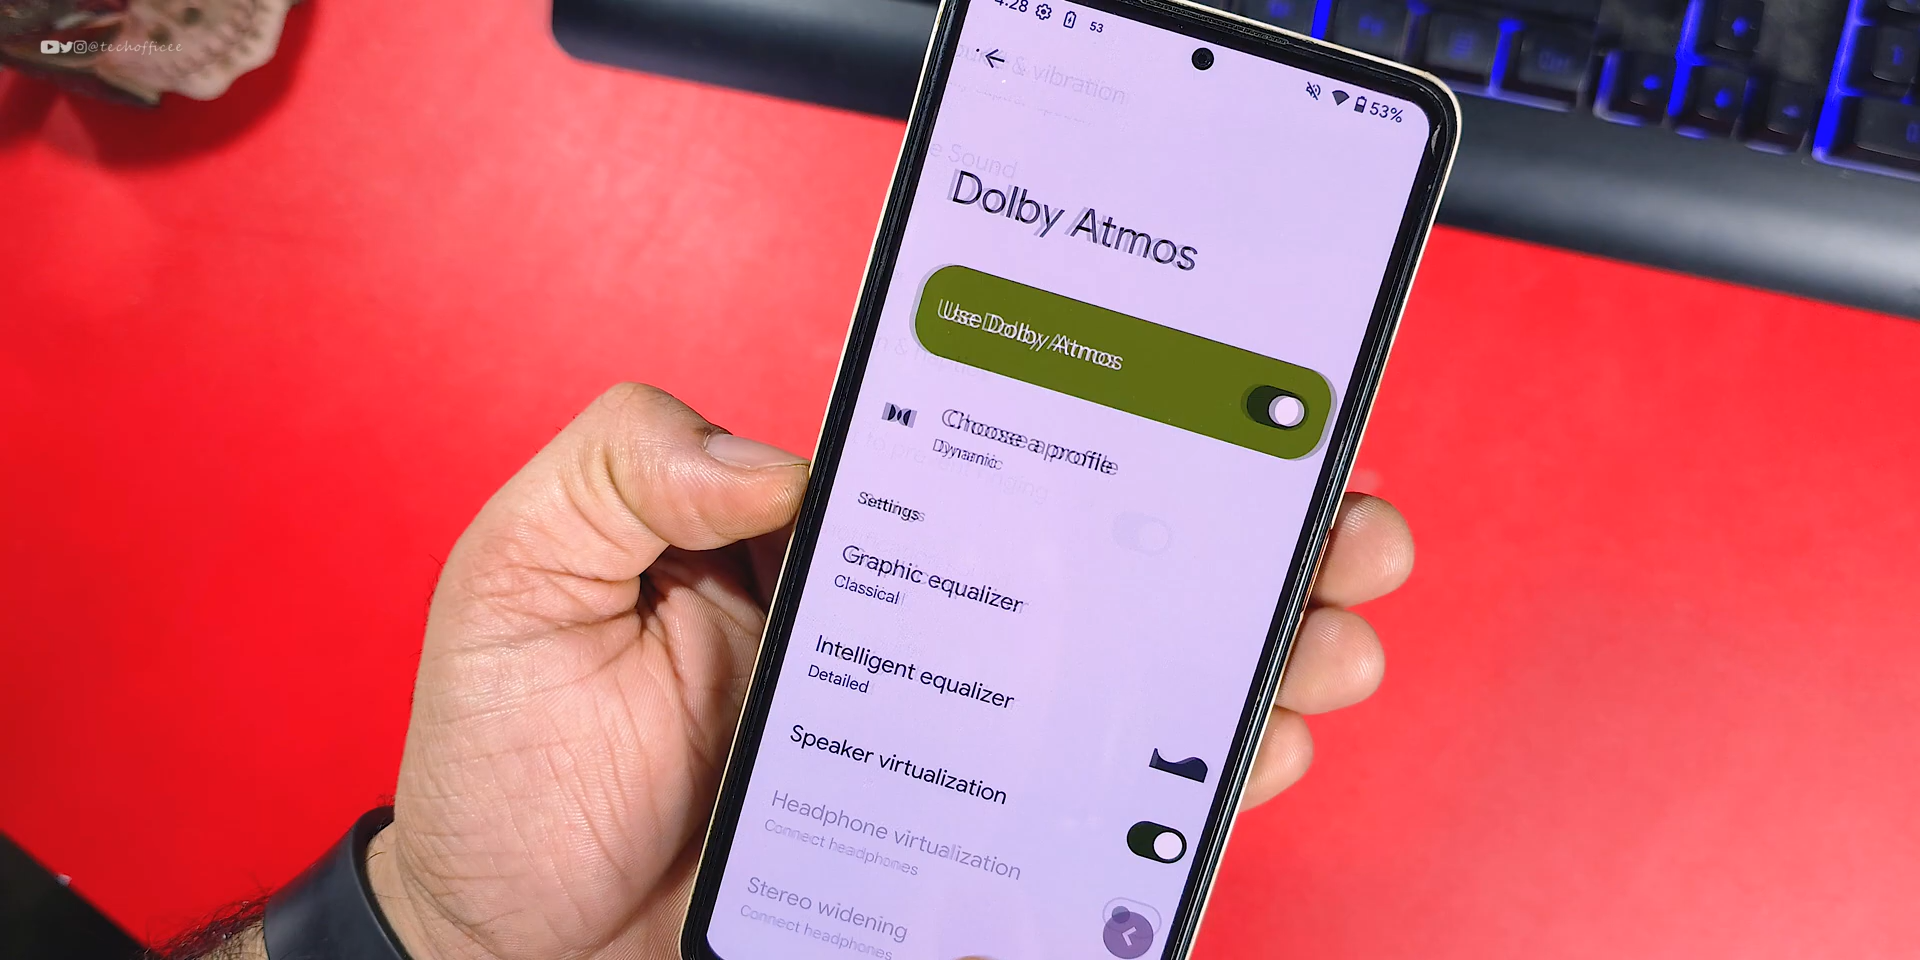 @techofficee
4:28 53
53%
& vibration
Sound
Dolby Atmos
Use Dolby Atmos
Choose a profile
Dynamic
Settings
Graphic equalizer
Classical
Intelligent equalizer
Detailed
Speaker virtualization
Headphone virtualization
Connect headphones
Stereo widening
Connect headphones